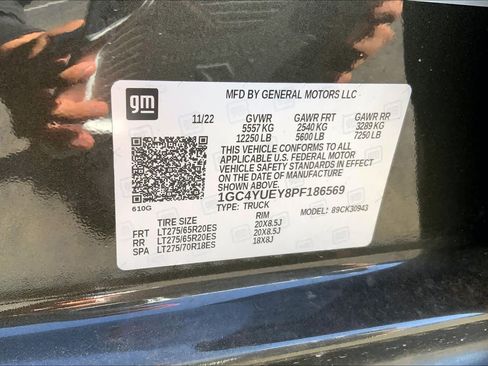 gm
MFD BY GENERAL MOTORS LLC
11/22 GVWR GAWR FRT GAWR RR
5557 KG 2540 KG 3289 KG
12250 LB 5600 LB 7250 LB
THIS VEHICLE CONFORMS TO ALL
APPLICABLE U.S. FEDERAL MOTOR
VEHICLE SAFETY STANDARDS IN EFFECT
ON THE DATE OF MANUFACTURE
SHOWN ABOVE.
1GC4YUEY8PF186569
610G
TYPE: TRUCK MODEL: 89CK30943
TIRE SIZE RIM
FRT LT275/65R20ES 20X8.5J
RR LT275/65R20ES 20X8.5J
SPA LT275/70R18ES 18X8J